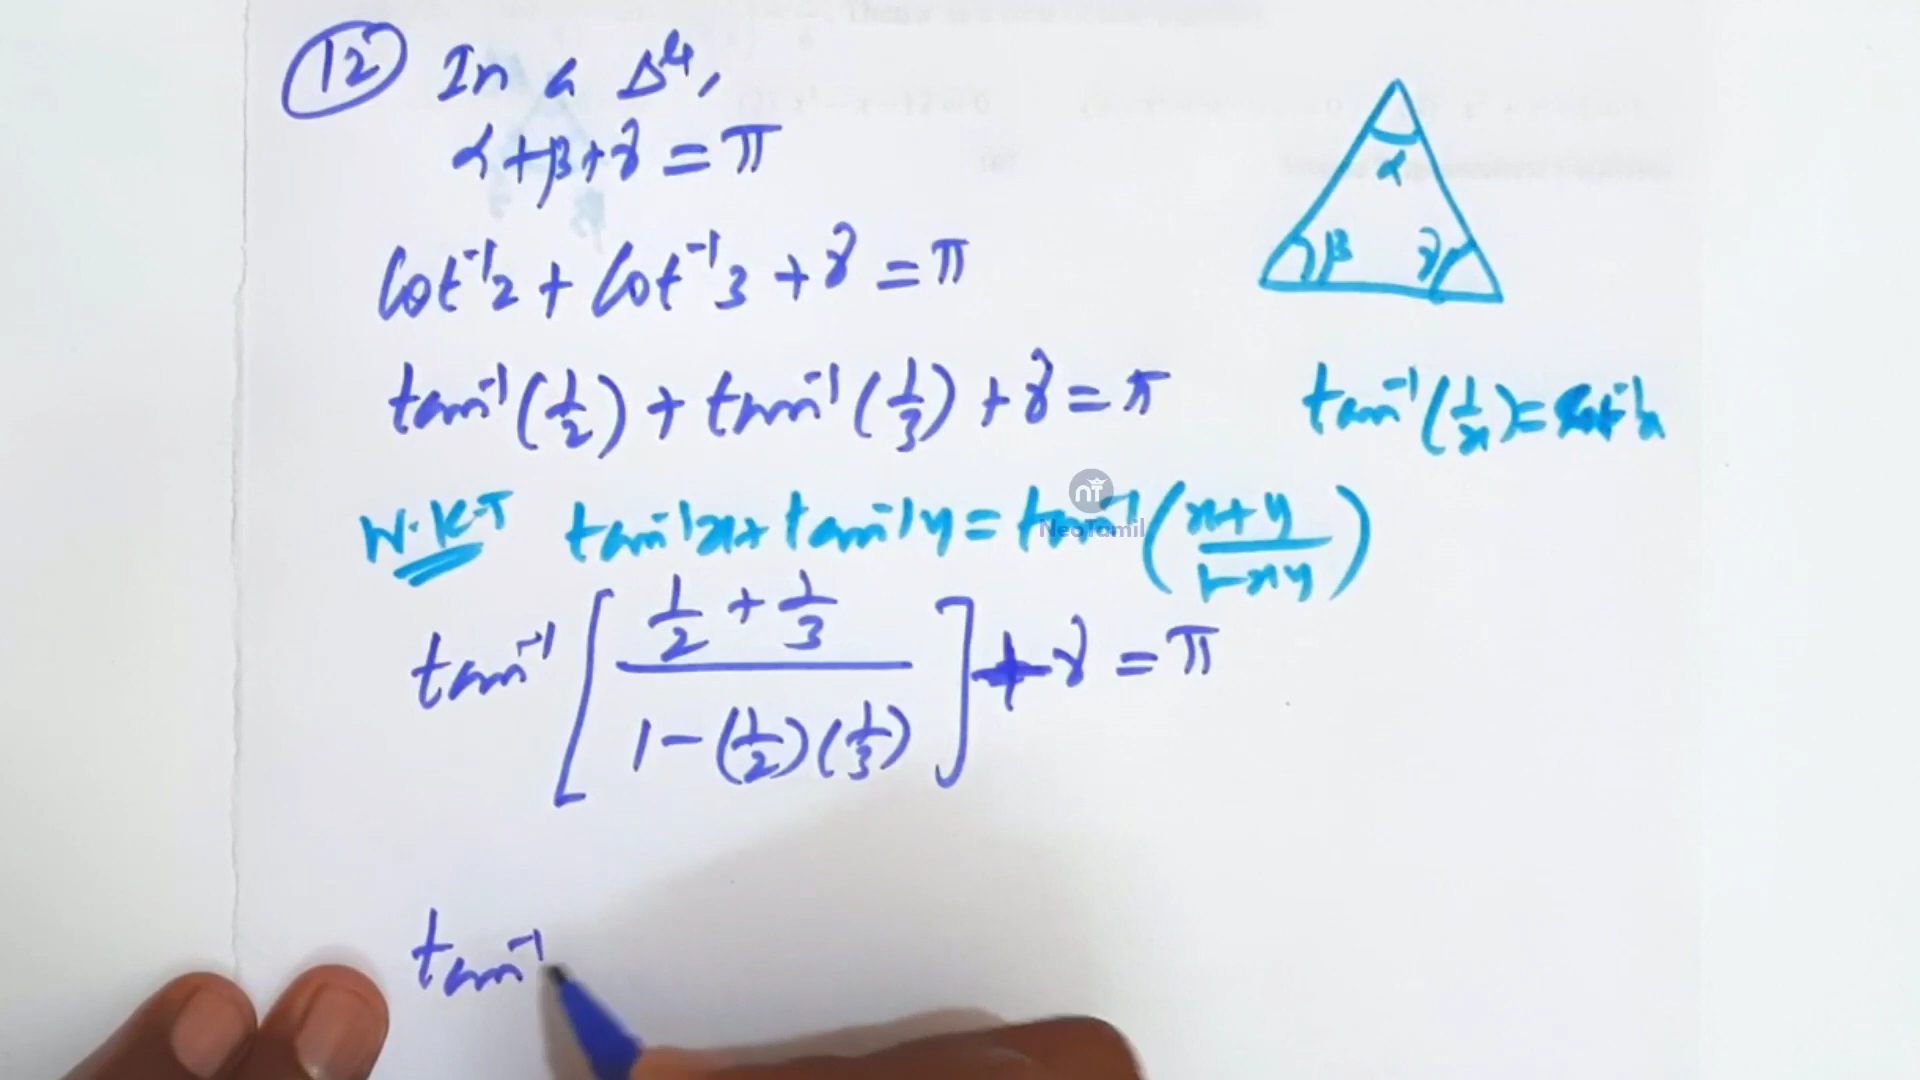 12 In a Δle,
α+β+γ=π
α
β γ
cot⁻¹2 + cot⁻¹3 + γ = π
tan⁻¹(1/2) + tan⁻¹(1/3) + γ = π
tan⁻¹(1/x) = cot⁻¹x
W.K.T tan⁻¹x + tan⁻¹y = tan⁻¹((x+y)/(1-xy))
NeoTamil
tan⁻¹[(1/2 + 1/3)/(1-(1/2)(1/3))] + γ = π
tan⁻¹